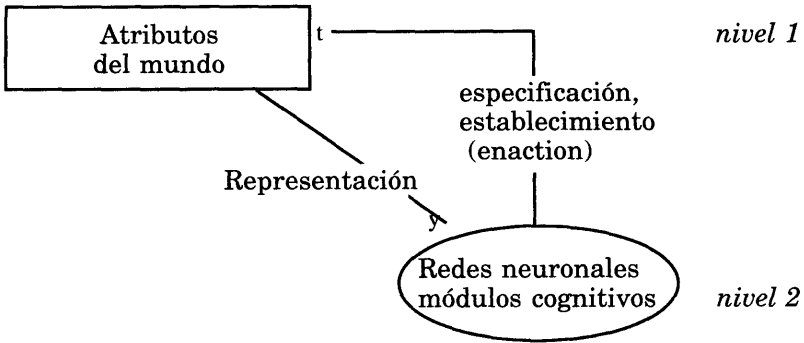 Atributos
del mundo
t
nivel 1
especificación,
establecimiento
(enaction)
Representación
y
Redes neuronales
módulos cognitivos
nivel 2